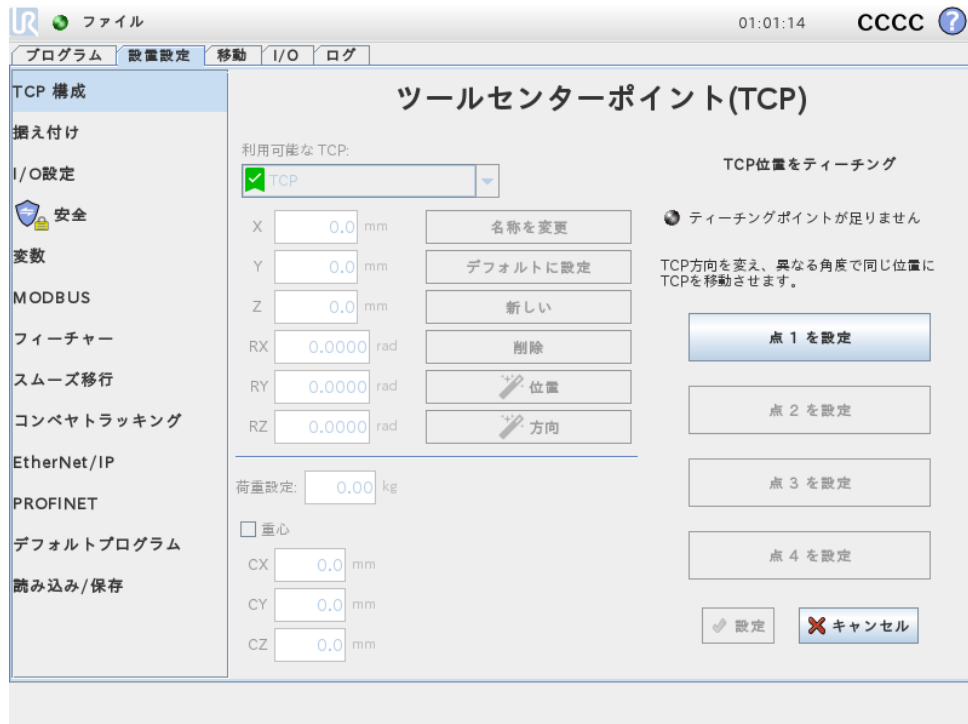 UR ファイル 01:01:14 CCCC ?
プログラム 設置設定 移動 I/O ログ
TCP 構成
据え付け
I/O設定
安全
変数
MODBUS
フィーチャー
スムーズ移行
コンベヤトラッキング
EtherNet/IP
PROFINET
デフォルトプログラム
読み込み/保存
ツールセンターポイント(TCP)
利用可能な TCP:
TCP
X 0.0 mm 名称を変更
Y 0.0 mm デフォルトに設定
Z 0.0 mm 新しい
RX 0.0000 rad 削除
RY 0.0000 rad 位置
RZ 0.0000 rad 方向
荷重設定: 0.00 kg
重心
CX 0.0 mm
CY 0.0 mm
CZ 0.0 mm
TCP位置をティーチング
ティーチングポイントが足りません
TCP方向を変え、異なる角度で同じ位置に
TCPを移動させます。
点 1 を設定
点 2 を設定
点 3 を設定
点 4 を設定
設定 キャンセル